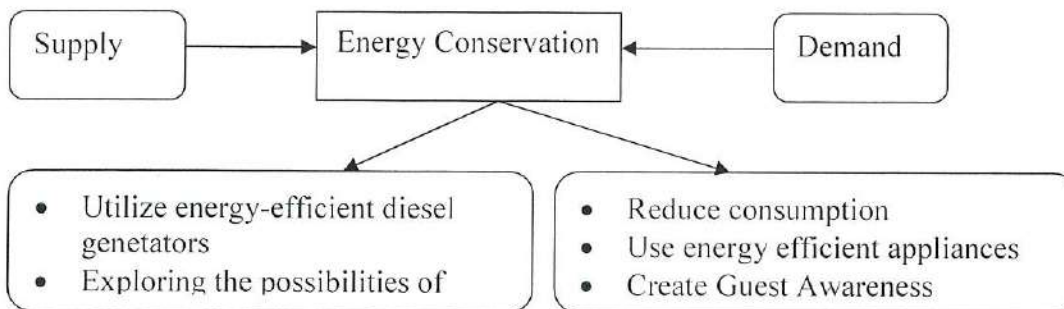 Supply
Energy Conservation
Demand
• Utilize energy-efficient diesel
genetators
• Exploring the possibilities of
• Reduce consumption
• Use energy efficient appliances
• Create Guest Awareness